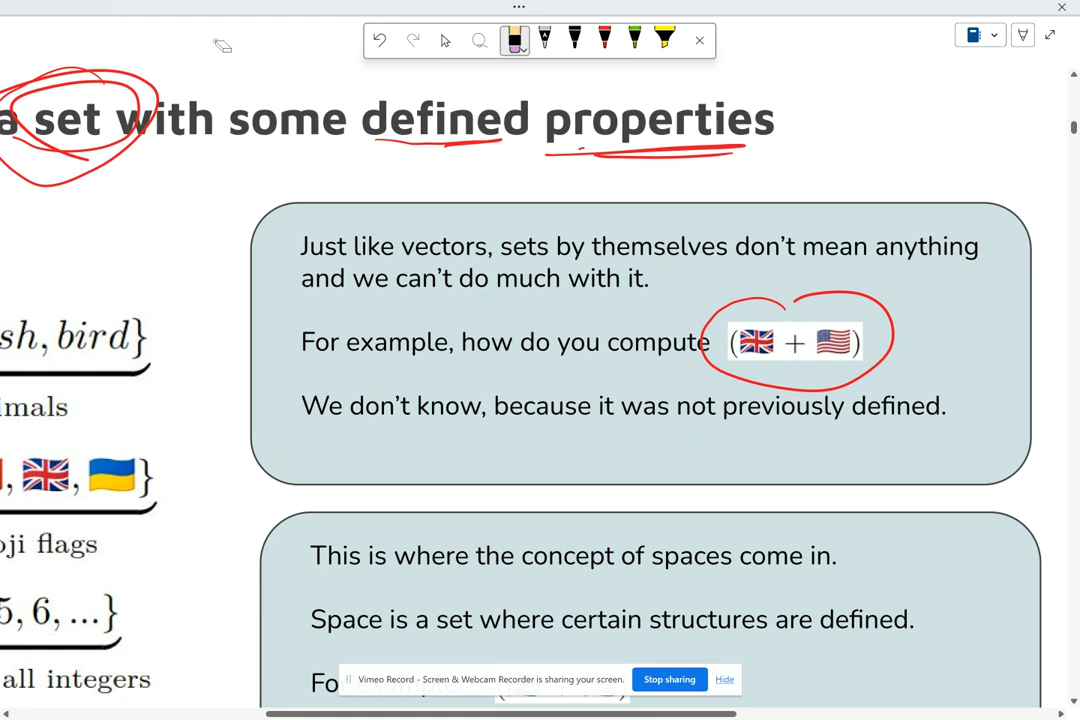 a set with some defined properties
Just like vectors, sets by themselves don't mean anything
and we can't do much with it.
sh, bird}
For example, how do you compute (🇬🇧 + 🇺🇸)
imals
We don't know, because it was not previously defined.
, 🇬🇧, 🇺🇦}
oji flags
This is where the concept of spaces come in.
5, 6, ...}
Space is a set where certain structures are defined.
all integers
Fo
Vimeo Record - Screen & Webcam Recorder is sharing your screen.
Stop sharing
Hide